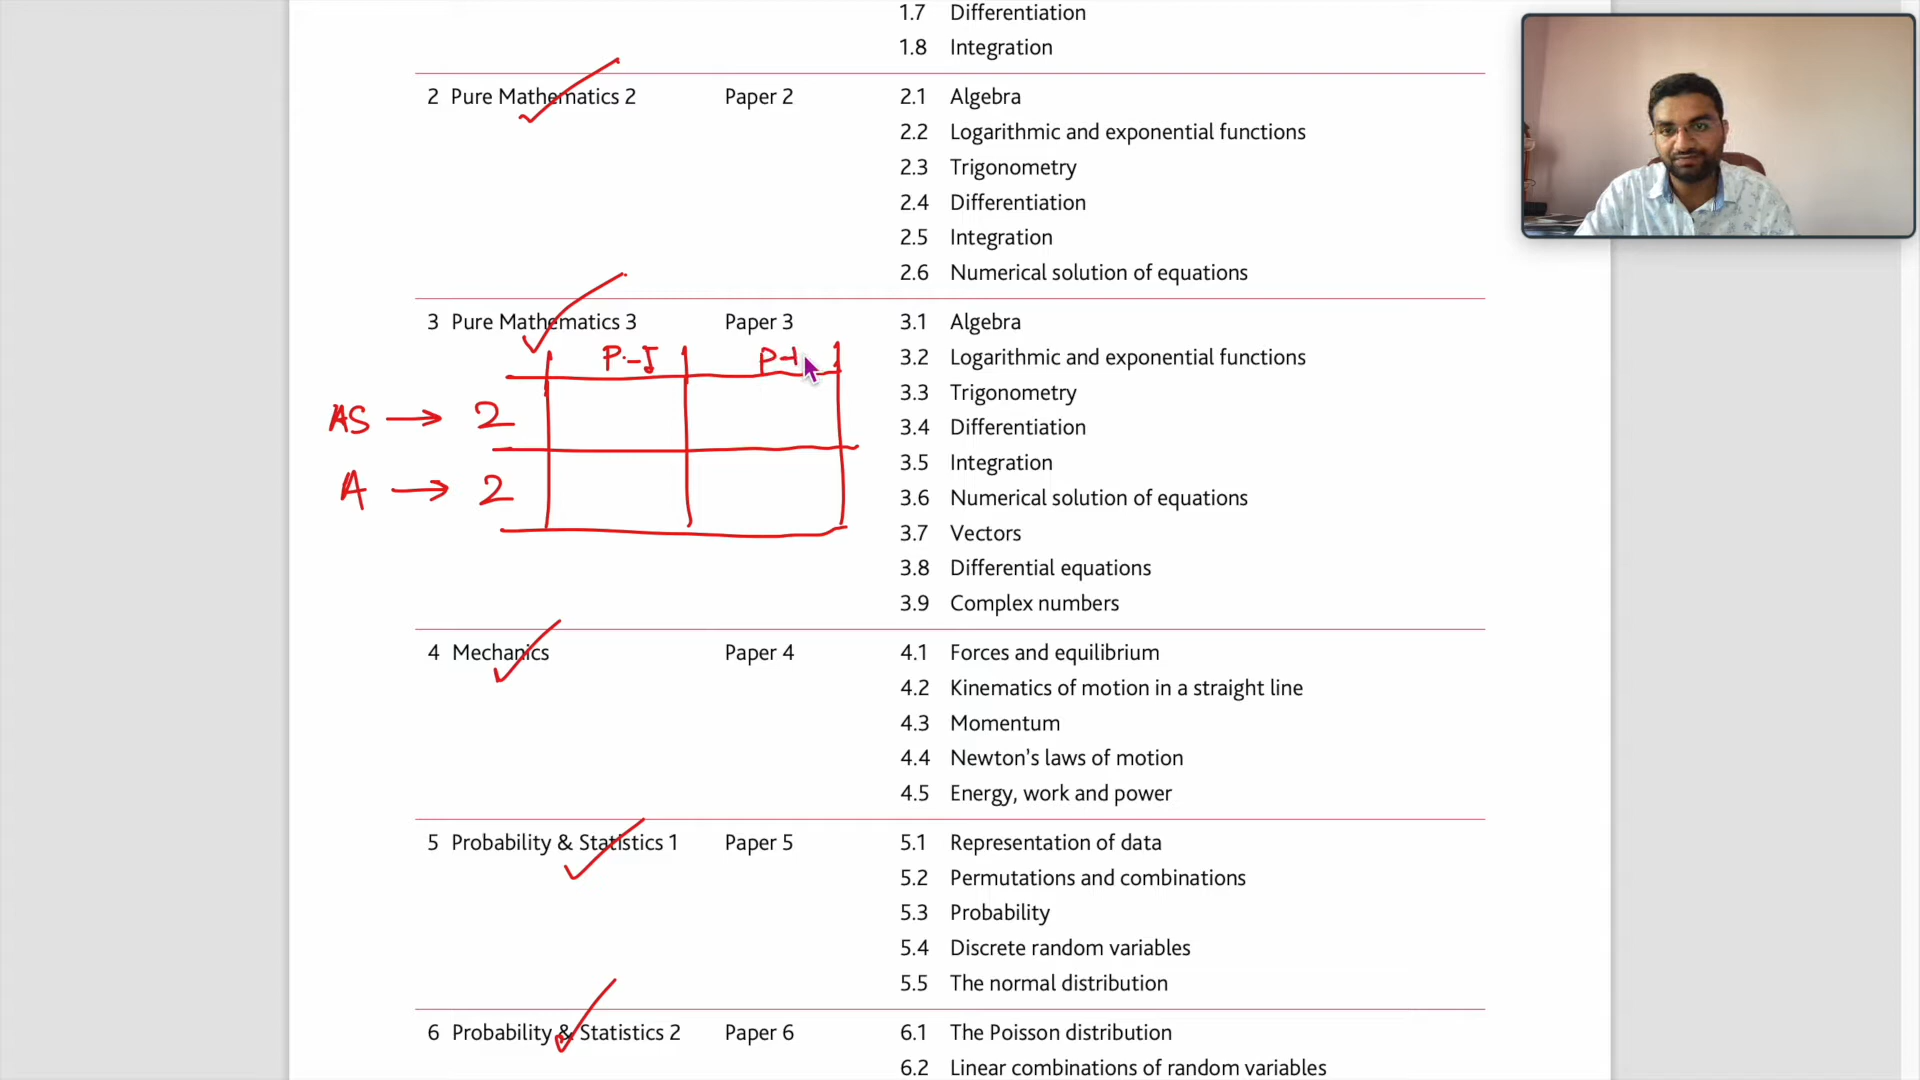 1.7 Differentiation
1.8 Integration
2 Pure Mathematics 2 Paper 2 2.1 Algebra
2.2 Logarithmic and exponential functions
2.3 Trigonometry
2.4 Differentiation
2.5 Integration
2.6 Numerical solution of equations
3 Pure Mathematics 3 Paper 3 3.1 Algebra
P-I P-I 3.2 Logarithmic and exponential functions
3.3 Trigonometry
AS → 2 3.4 Differentiation
3.5 Integration
A → 2 3.6 Numerical solution of equations
3.7 Vectors
3.8 Differential equations
3.9 Complex numbers
4 Mechanics Paper 4 4.1 Forces and equilibrium
4.2 Kinematics of motion in a straight line
4.3 Momentum
4.4 Newton's laws of motion
4.5 Energy, work and power
5 Probability & Statistics 1 Paper 5 5.1 Representation of data
5.2 Permutations and combinations
5.3 Probability
5.4 Discrete random variables
5.5 The normal distribution
6 Probability & Statistics 2 Paper 6 6.1 The Poisson distribution
6.2 Linear combinations of random variables